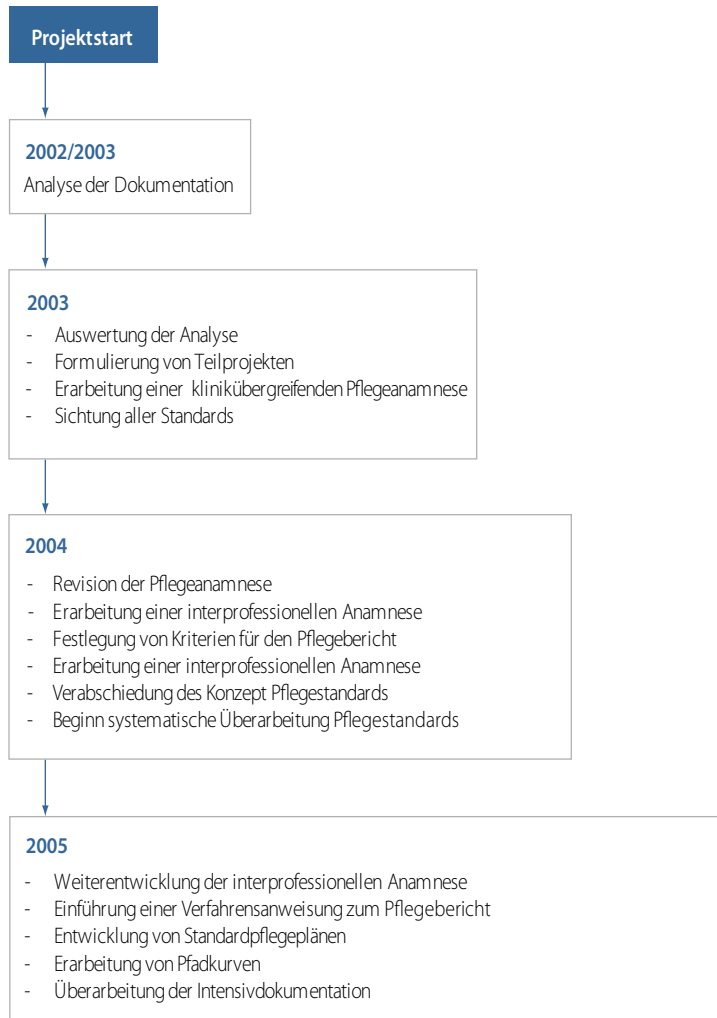 Projektstart
2002/2003
Analyse der Dokumentation
2003
- Auswertung der Analyse
- Formulierung von Teilprojekten
- Erarbeitung einer klinikübergreifenden Pflegeanamnese
- Sichtung aller Standards
2004
- Revision der Pflegeanamnese
- Erarbeitung einer interprofessionellen Anamnese
- Festlegung von Kriterien für den Pflegebericht
- Erarbeitung einer interprofessionellen Anamnese
- Verabschiedung des Konzept Pflegestandards
- Beginn systematische Überarbeitung Pflegestandards
2005
- Weiterentwicklung der interprofessionellen Anamnese
- Einführung einer Verfahrensanweisung zum Pflegebericht
- Entwicklung von Standardpflegeplänen
- Erarbeitung von Pfadkurven
- Überarbeitung der Intensivdokumentation